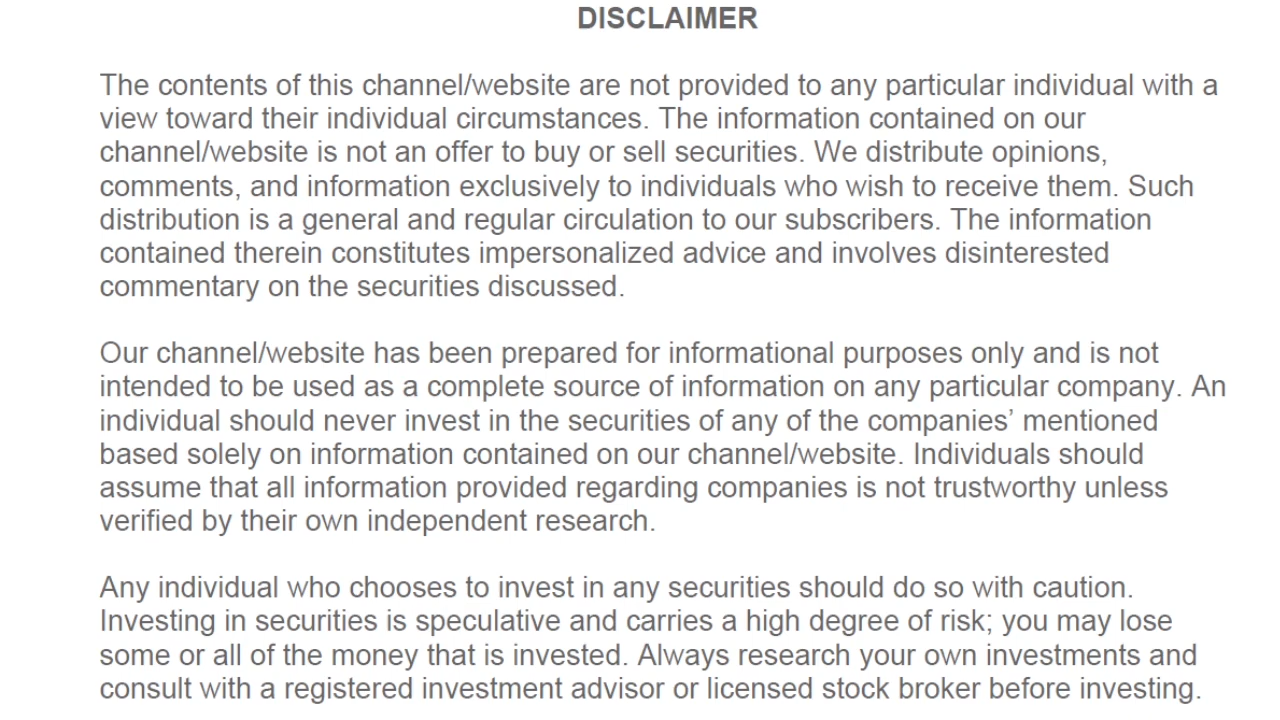 DISCLAIMER
The contents of this channel/website are not provided to any particular individual with a
view toward their individual circumstances. The information contained on our
channel/website is not an offer to buy or sell securities. We distribute opinions,
comments, and information exclusively to individuals who wish to receive them. Such
distribution is a general and regular circulation to our subscribers. The information
contained therein constitutes impersonalized advice and involves disinterested
commentary on the securities discussed.
Our channel/website has been prepared for informational purposes only and is not
intended to be used as a complete source of information on any particular company. An
individual should never invest in the securities of any of the companies’ mentioned
based solely on information contained on our channel/website. Individuals should
assume that all information provided regarding companies is not trustworthy unless
verified by their own independent research.
Any individual who chooses to invest in any securities should do so with caution.
Investing in securities is speculative and carries a high degree of risk; you may lose
some or all of the money that is invested. Always research your own investments and
consult with a registered investment advisor or licensed stock broker before investing.